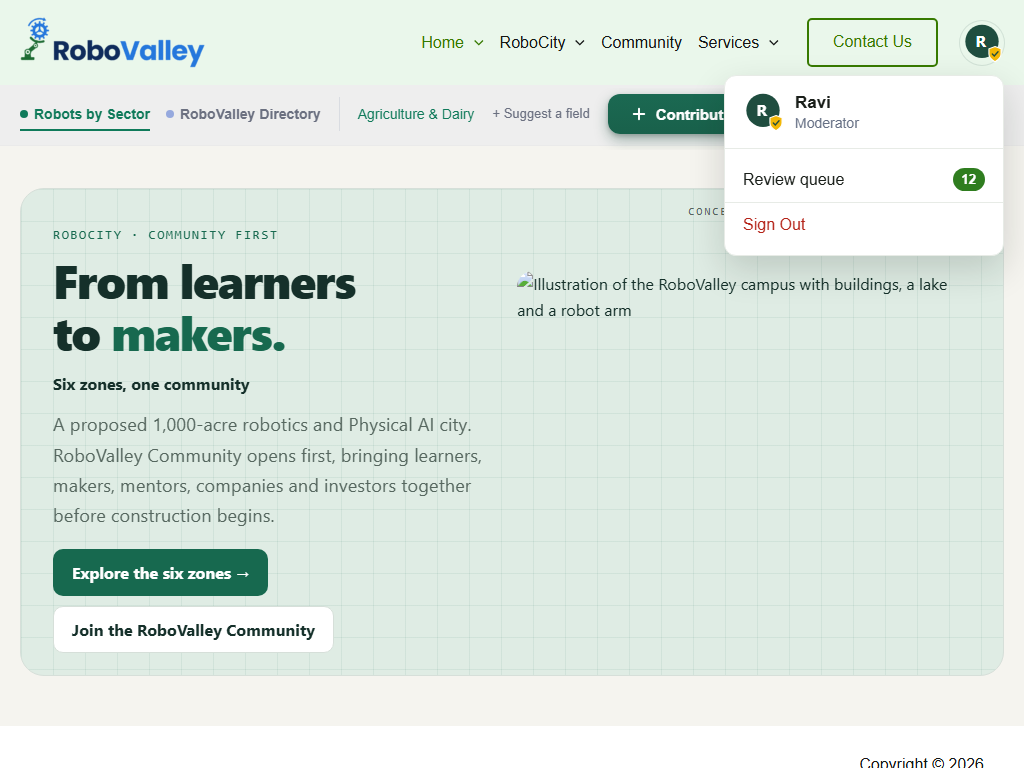 RoboValley
Home
RoboCity
Community
Services
Contact Us
R
Robots by Sector
RoboValley Directory
Agriculture & Dairy
+ Suggest a field
+ Contribut
R
Ravi
Moderator
Review queue
12
Sign Out
CONCE
ROBOCITY · COMMUNITY FIRST
From learners
to makers.
Six zones, one community
A proposed 1,000-acre robotics and Physical AI city.
RoboValley Community opens first, bringing learners,
makers, mentors, companies and investors together
before construction begins.
Explore the six zones →
Join the RoboValley Community
Illustration of the RoboValley campus with buildings, a lake
and a robot arm
Copyright © 2026